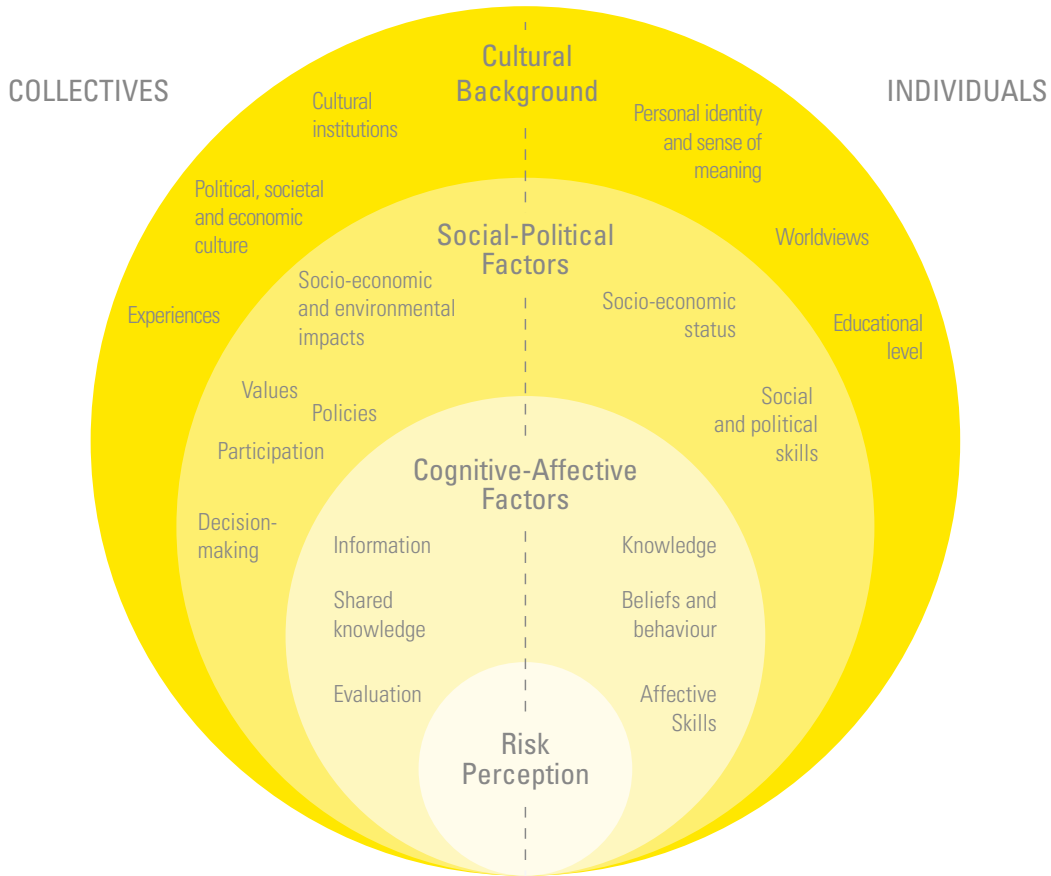 Cultural
Background
COLLECTIVES
INDIVIDUALS
Cultural
institutions
Personal identity
and sense of
meaning
Political, societal
and economic
culture
Worldviews
Experiences
Educational
level
Social-Political
Factors
Socio-economic
and environmental
impacts
Socio-economic
status
Values
Policies
Participation
Social
and political
skills
Decision-
making
Cognitive-Affective
Factors
Information
Knowledge
Shared
knowledge
Beliefs and
behaviour
Evaluation
Affective
Skills
Risk
Perception